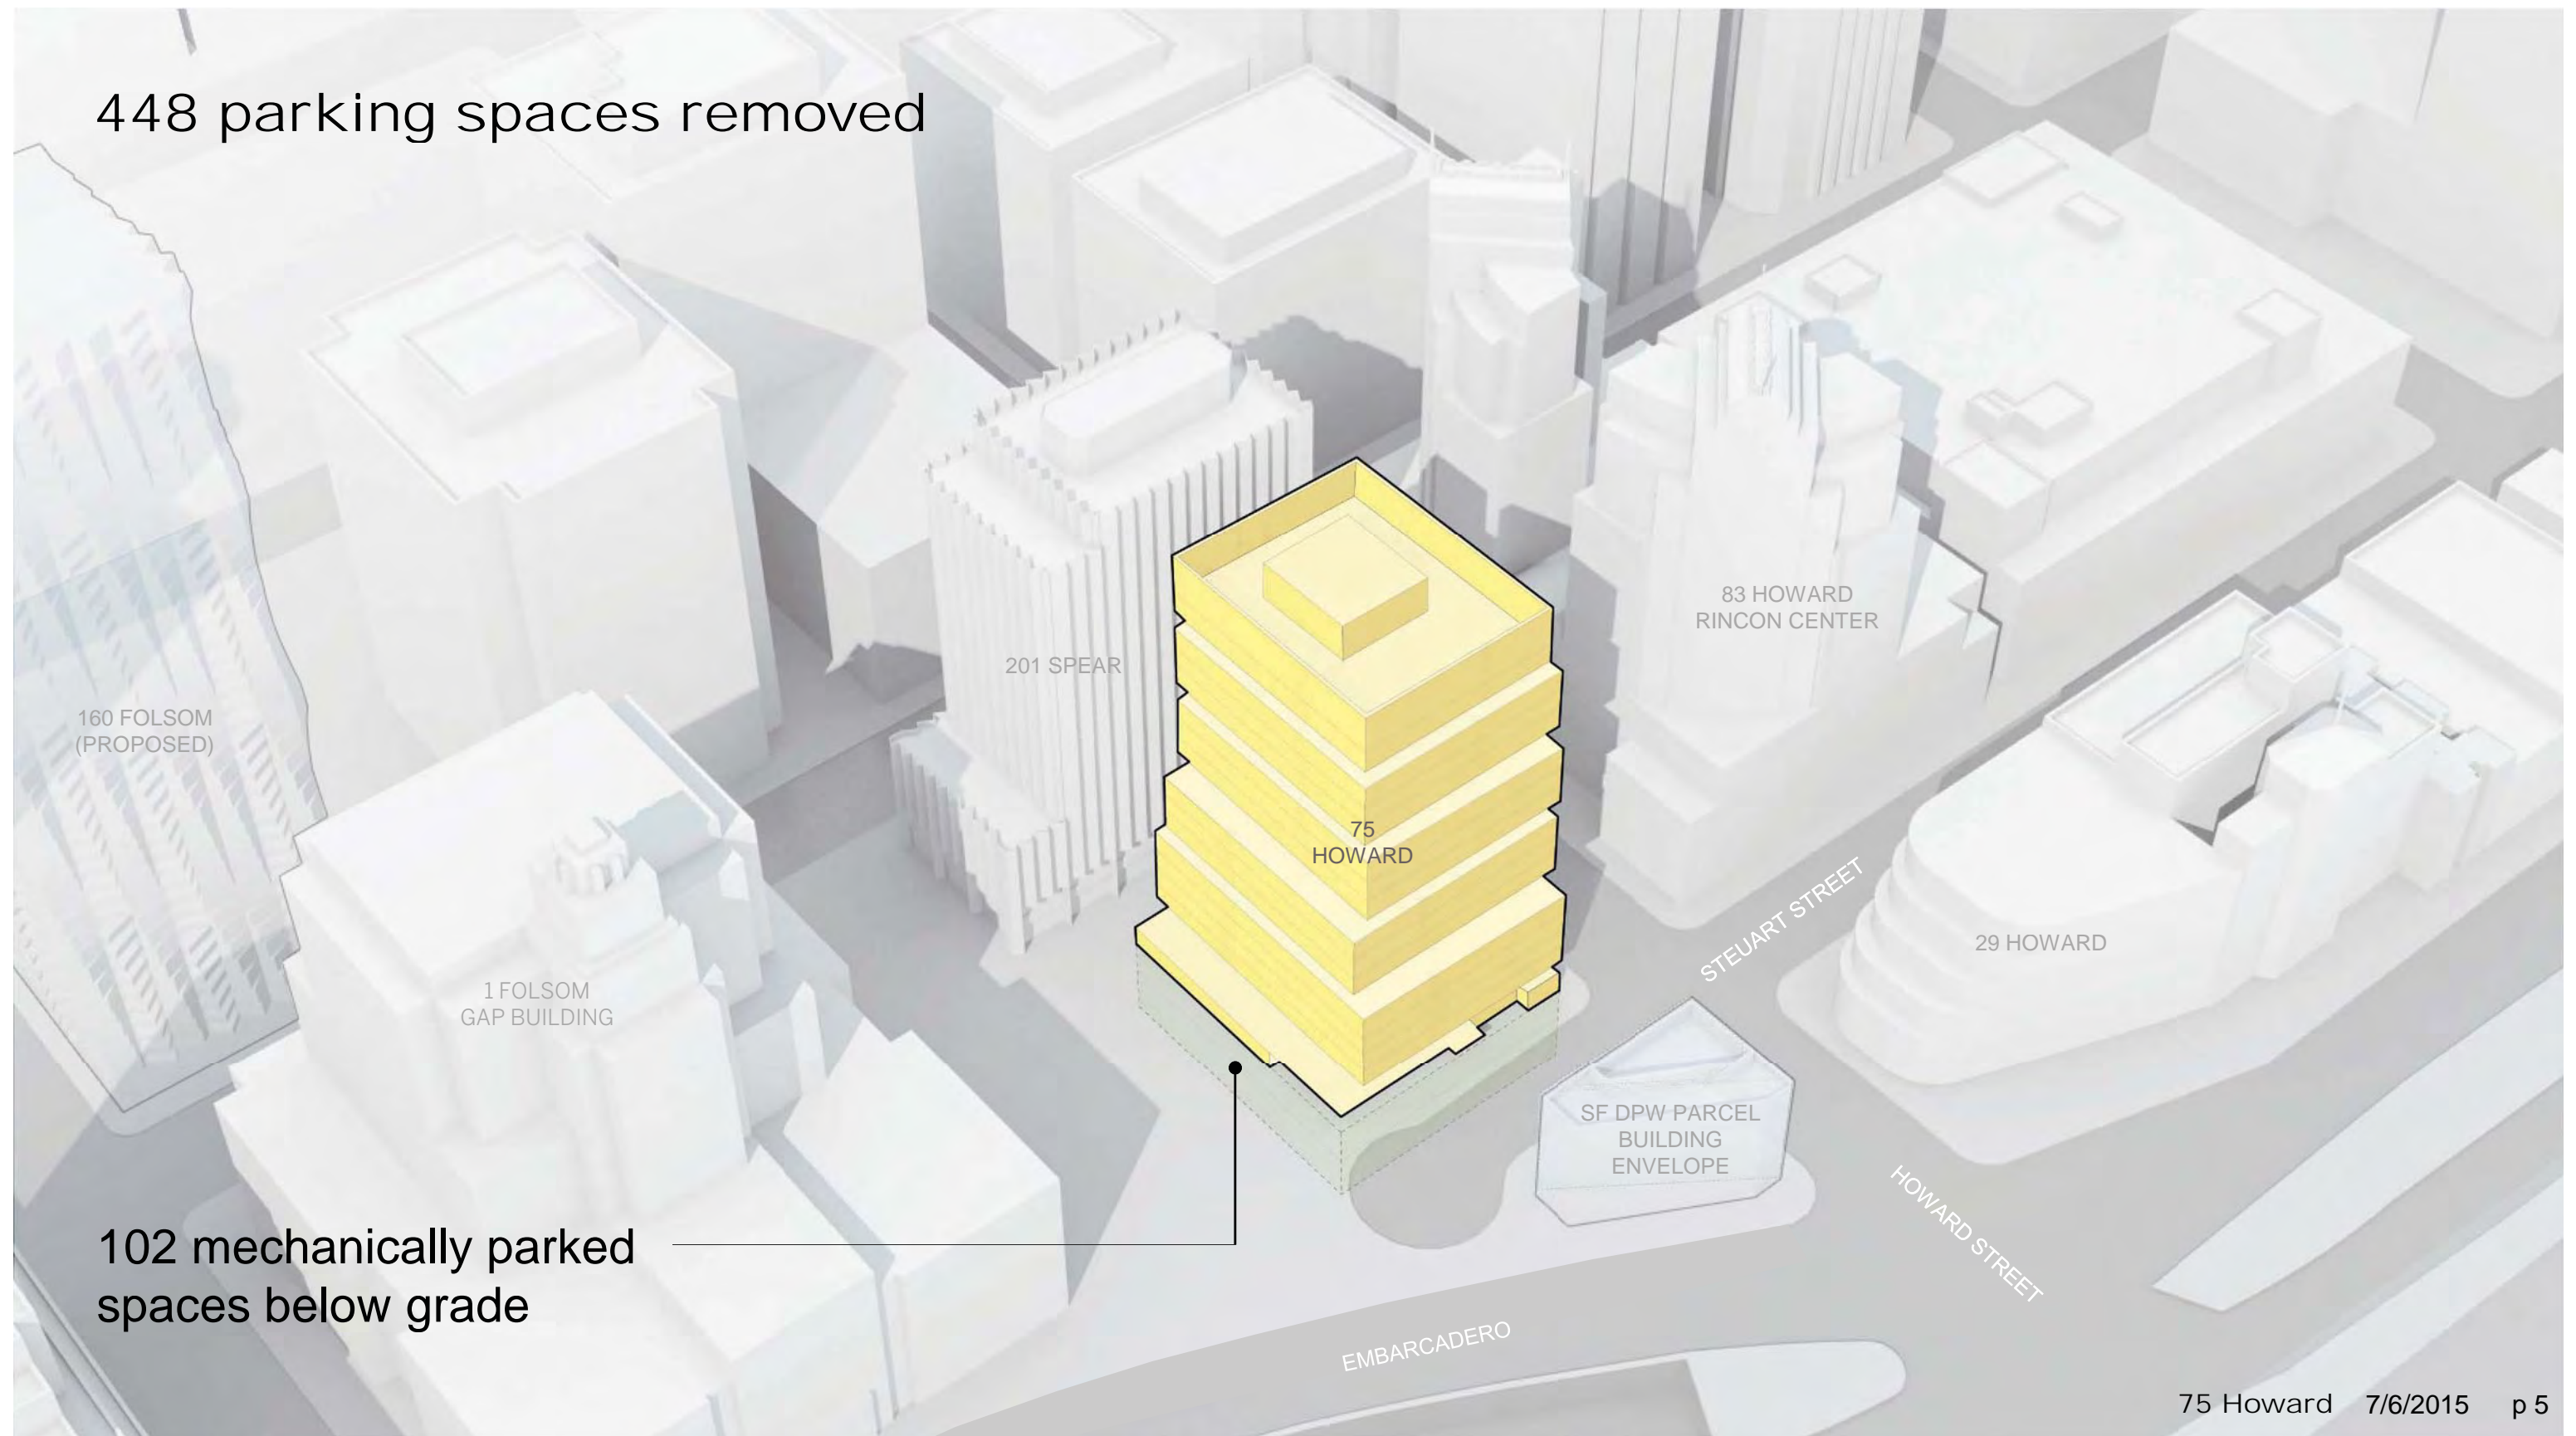 448 parking spaces removed
83 HOWARD
RINCON CENTER
201 SPEAR
160 FOLSOM
(PROPOSED)
75
HOWARD
STEUART STREET
29 HOWARD
1 FOLSOM
GAP BUILDING
SF DPW PARCEL
BUILDING
ENVELOPE
HOWARD STREET
102 mechanically parked
spaces below grade
EMBARCADERO
75 Howard 7/6/2015 p 5